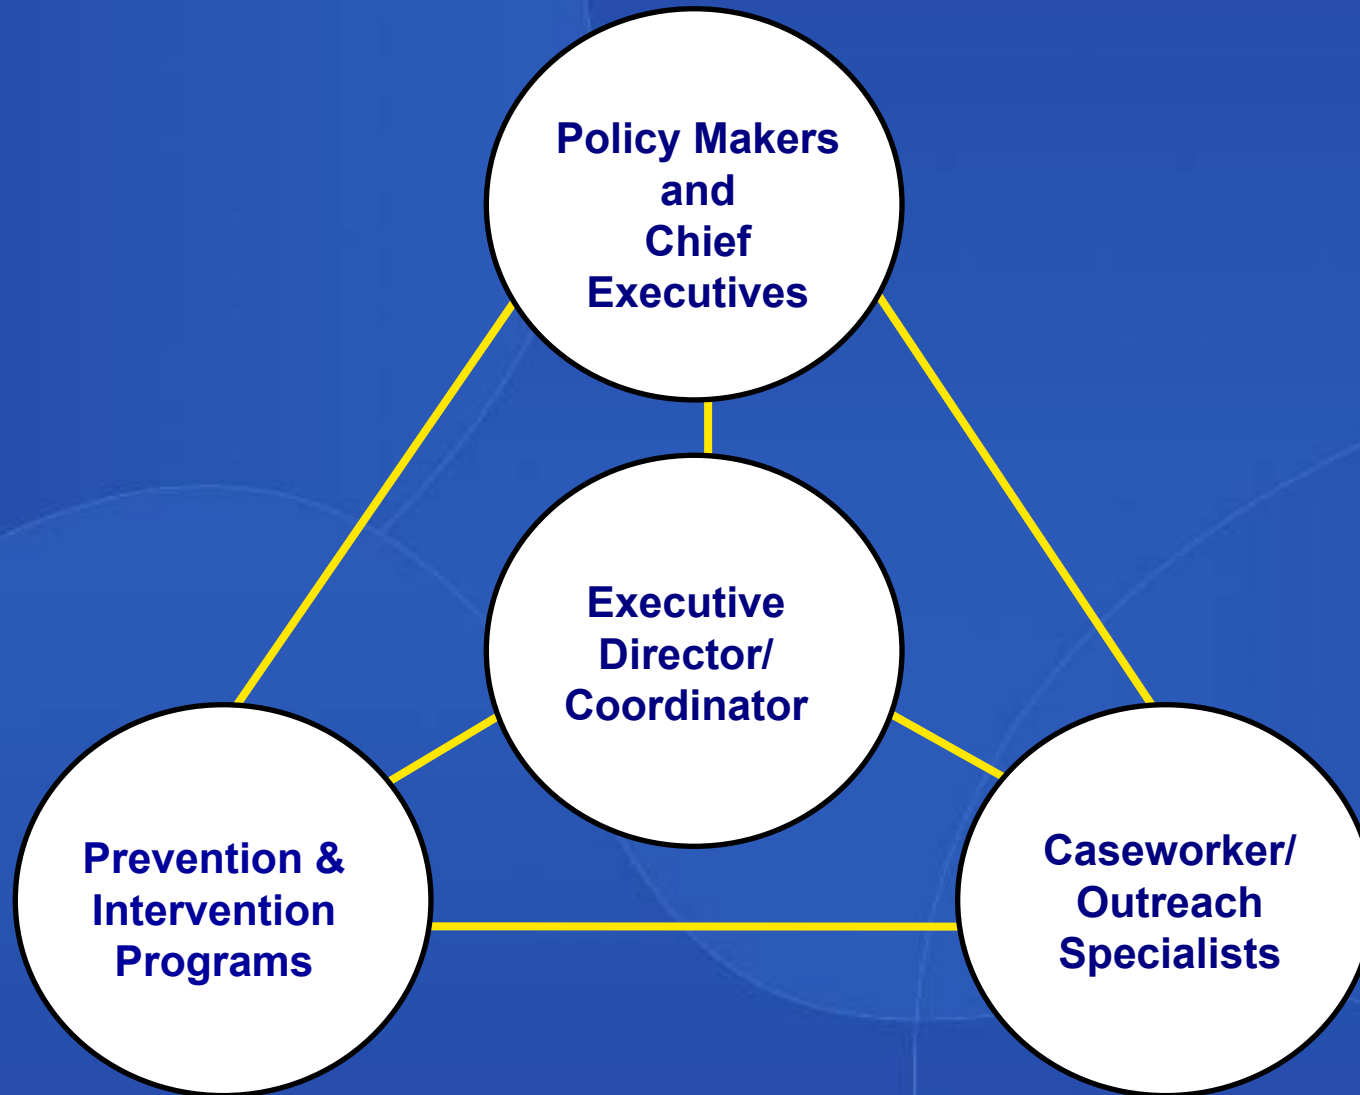 Policy Makers
and
Chief
Executives
Executive
Director/
Coordinator
Prevention &
Intervention
Programs
Caseworker/
Outreach
Specialists